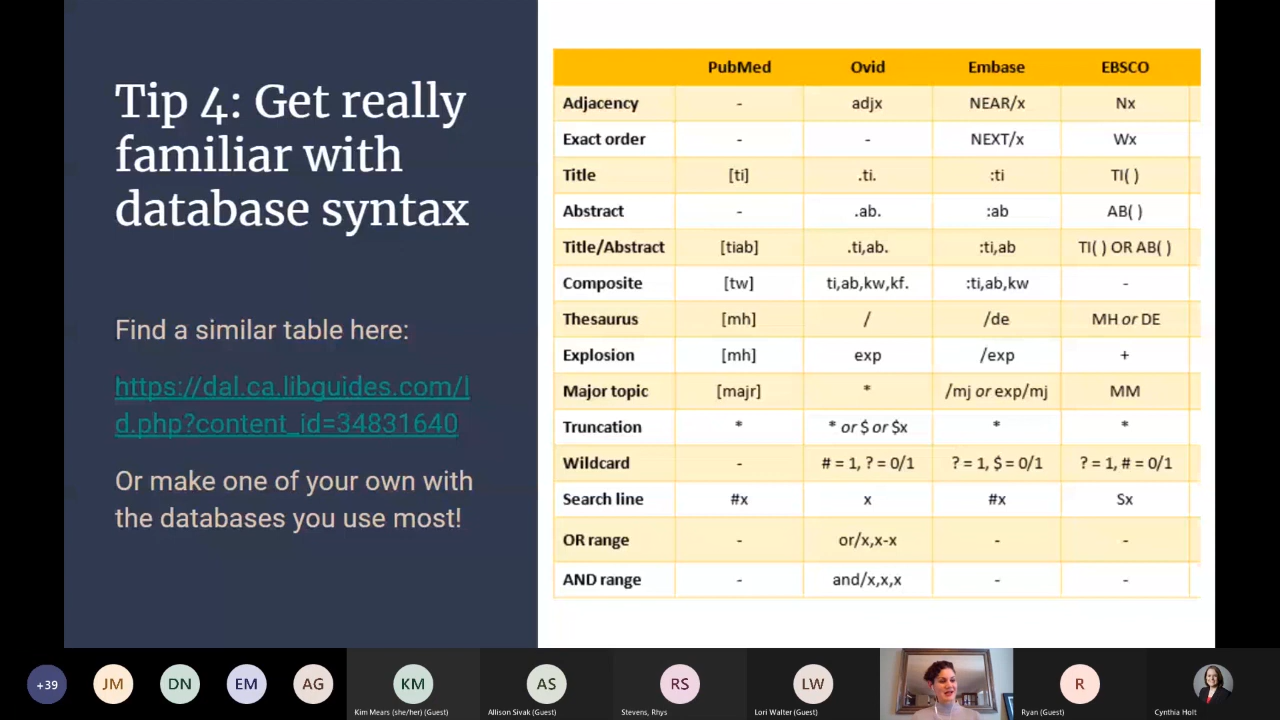 Tip 4: Get really
familiar with
database syntax
Find a similar table here:
https://dal.ca.libguides.com/l
d.php?content_id=34831640
Or make one of your own with
the databases you use most!
PubMed Ovid Embase EBSCO
Adjacency - adjx NEAR/x Nx
Exact order - - NEXT/x Wx
Title [ti] .ti. :ti TI( )
Abstract - .ab. :ab AB( )
Title/Abstract [tiab] .ti,ab. :ti,ab TI( ) OR AB( )
Composite [tw] ti,ab,kw,kf. :ti,ab,kw -
Thesaurus [mh] / /de MH or DE
Explosion [mh] exp /exp +
Major topic [majr] * /mj or exp/mj MM
Truncation * * or $ or $x * *
Wildcard - # = 1, ? = 0/1 ? = 1, $ = 0/1 ? = 1, # = 0/1
Search line #x x #x Sx
OR range - or/x,x-x - -
AND range - and/x,x,x - -
+39 JM DN EM AG KM AS RS LW R
Kim Mears (she/her) (Guest) Allison Sivak (Guest) Stevens, Rhys Lori Walter (Guest) Ryan (Guest) Cynthia Holt